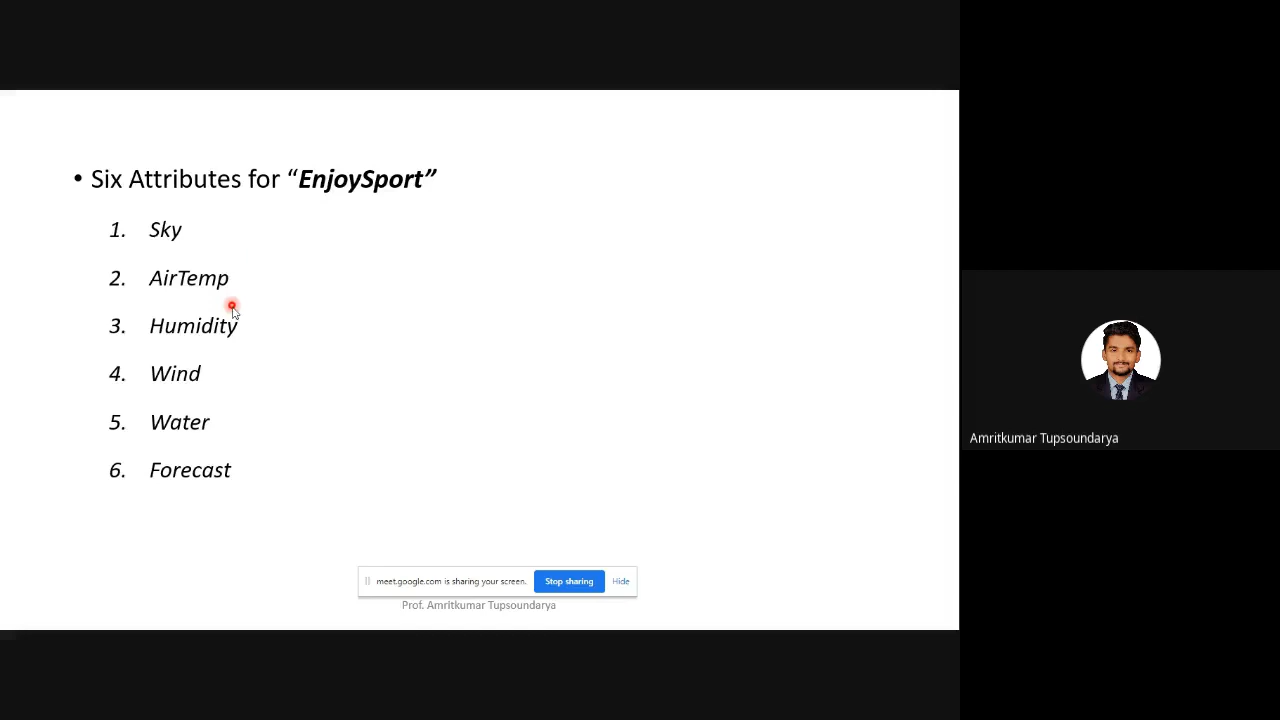 • Six Attributes for “EnjoySport”
1. Sky
2. AirTemp
3. Humidity
4. Wind
5. Water
6. Forecast
meet.google.com is sharing your screen. Stop sharing Hide
Prof. Amritkumar Tupsoundarya
Amritkumar Tupsoundarya